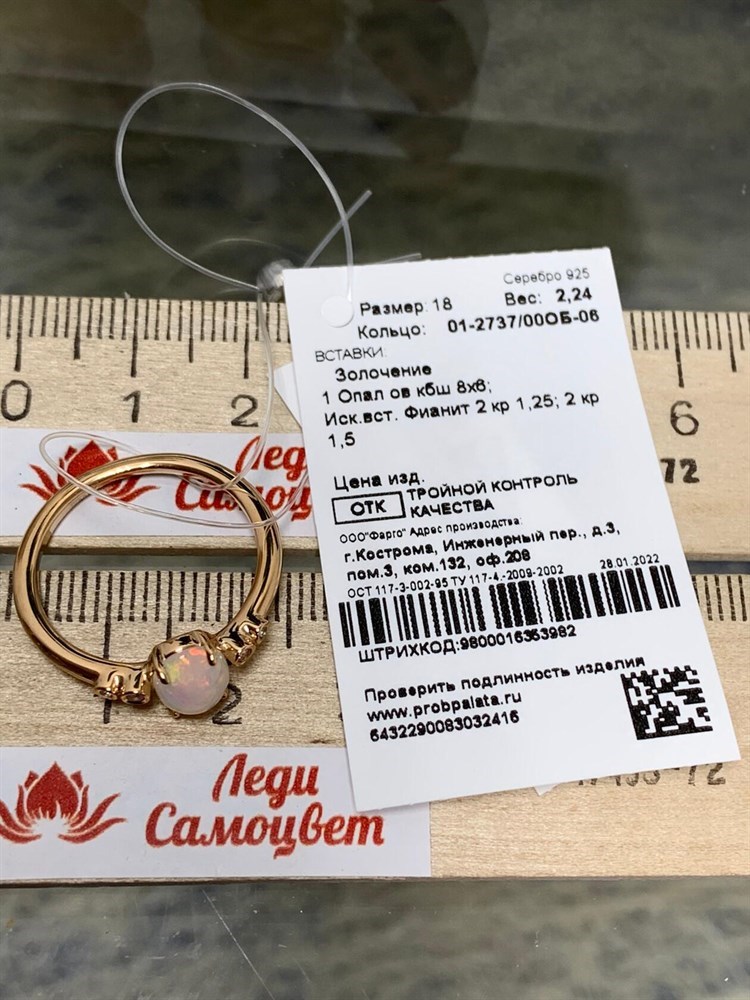 Серебро 925
Размер: 18 Вес: 2,24
Кольцо: 01-2737/00ОБ-06
ВСТАВКИ:
Золочение
1 Опал ов кбш 8х6;
Иск.вст. Фианит 2 кр 1,25; 2 кр
1,5
Цена изд.
ОТК ТРОЙНОЙ КОНТРОЛЬ
КАЧЕСТВА
ООО"Фарго" Адрес производства:
г.Кострома, Инженерный пер., д.3,
пом.3, ком.132, оф.208
ОСТ 117-3-002-95 ТУ 117-4.-2009-2002 28.01.2022
ШТРИХКОД:9800016353982
Проверить подлинность изделия
www.probpalata.ru
6432290083032416
0 1 2 6
72
Леди
Самоцв
2
Леди
Самоцвет